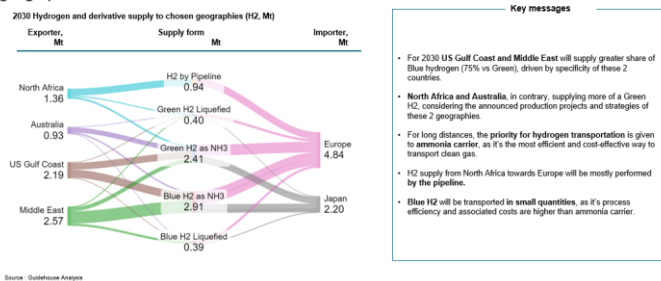 2030 Hydrogen and derivative supply to chosen geographies (H2, Mt)
Exporter,
Mt
Supply form
Mt
Importer,
Mt
North Africa
1.36
Australia
0.93
US Gulf Coast
2.19
Middle East
2.57
H2 by Pipeline
0.94
Green H2 Liquefied
0.40
Green H2 as NH3
2.41
Blue H2 as NH3
2.91
Blue H2 Liquefied
0.39
Europe
4.84
Japan
2.20
Source : Guidehouse Analysis
Key messages
• For 2030 US Gulf Coast and Middle East will supply greater share of
Blue hydrogen (75% vs Green), driven by specificity of these 2
countries.
• North Africa and Australia, in contrary, supplying more of a Green
H2, considering the announced production projects and strategies of
these 2 geographies.
• For long distances, the priority for hydrogen transportation is given
to ammonia carrier, as it's the most efficient and cost-effective way to
transport clean gas.
• H2 supply from North Africa towards Europe will be mostly performed
by the pipeline.
• Blue H2 will be transported in small quantities, as it's process
efficiency and associated costs are higher than ammonia carrier.